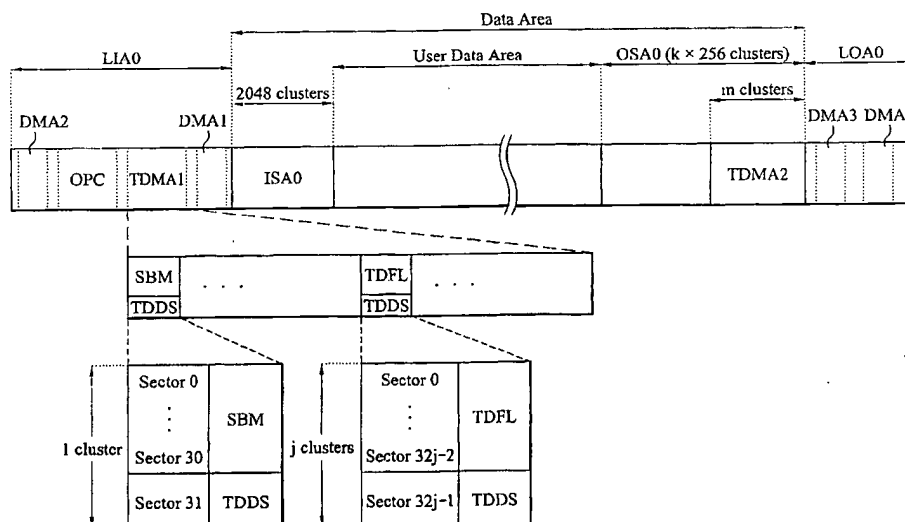 Data Area
LIA0
User Data Area
OSA0 (k × 256 clusters)
LOA0
2048 clusters
m clusters
DMA2
DMA1
DMA3
DMA
OPC
TDMA1
ISA0
TDMA2
SBM
TDDS
. . .
TDFL
TDDS
. . .
1 cluster
Sector 0
Sector 30
SBM
Sector 31
TDDS
j clusters
Sector 0
Sector 32j-2
TDFL
Sector 32j-1
TDDS